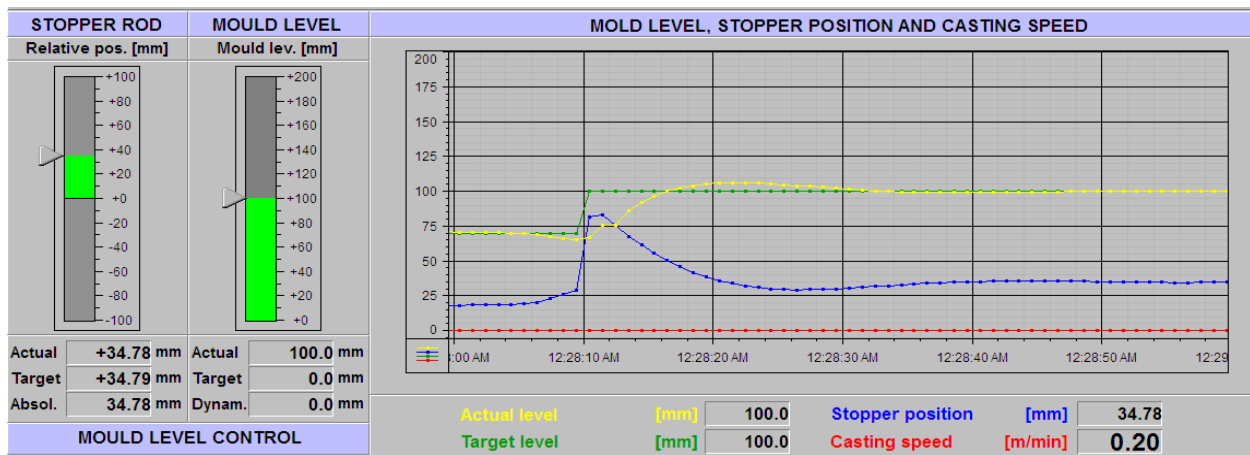 STOPPER ROD
Relative pos. [mm]
+100
+80
+60
+40
+20
+0
-20
-40
-60
-80
-100
Actual +34.78 mm
Target +34.79 mm
Absol. 34.78 mm
MOULD LEVEL
Mould lev. [mm]
+200
+180
+160
+140
+120
+100
+80
+60
+40
+20
+0
Actual 100.0 mm
Target 0.0 mm
Dynam. 0.0 mm
MOULD LEVEL CONTROL
MOLD LEVEL, STOPPER POSITION AND CASTING SPEED
200
175
150
125
100
75
50
25
0
:00 AM 12:28:10 AM 12:28:20 AM 12:28:30 AM 12:28:40 AM 12:28:50 AM 12:29
Actual level [mm] 100.0 Stopper position [mm] 34.78
Target level [mm] 100.0 Casting speed [m/min] 0.20